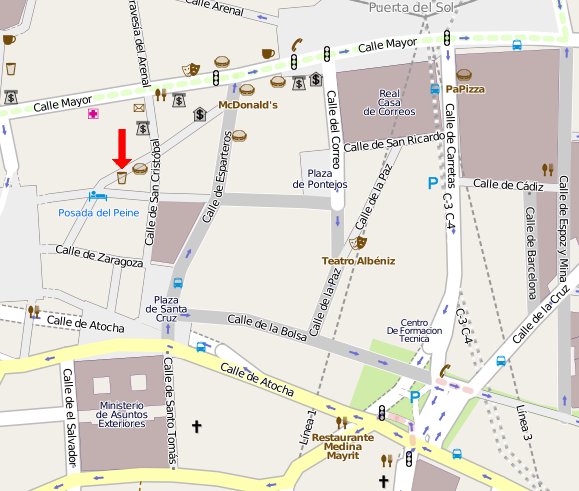 Puerta del Sol
Calle Arenal
Travesia del Arenal
Calle Mayor
Calle Mayor
McDonald's
PaPizza
Real
Casa
de Correos
Calle de San Ricardo
Calle del Correo
Calle de Carretas
C-3 C-4
Calle de Esparteros
Calle de San Cristóbal
Plaza
de Pontejos
Calle de la Paz
Calle de Cádiz
Posada del Peine
Calle de Espoz y Mina
Calle de Barcelona
Calle de Zaragoza
Teatro Albéniz
Plaza
de Santa
Cruz
Calle de Atocha
Calle de la Bolsa
Calle de la Paz
Centro
De Formacion
Tecnica
C-3 C-4
Calle de la Cruz
Calle de Atocha
Calle de el Salvador
Ministerio
de Asuntos
Exteriores
Calle de Santo Tomás
Línea 1
Línea 3
Restaurante
Medina
Mayrit
P
P